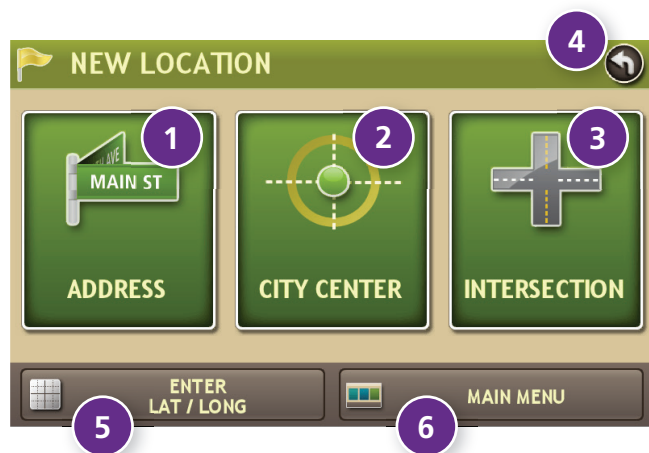 NEW LOCATION
4
1
2
3
AVE
MAIN ST
ADDRESS
CITY CENTER
INTERSECTION
ENTER
LAT / LONG
MAIN MENU
5
6